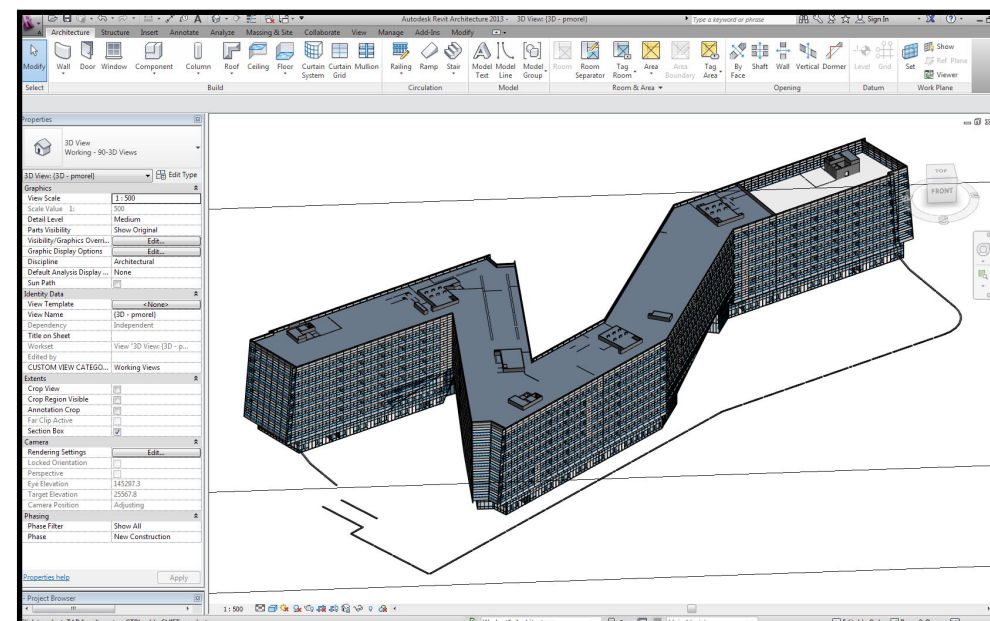 Autodesk Revit Architecture 2013 - 3D View: {3D - pmorel}
Type a keyword or phrase
Sign In
Architecture Structure Insert Annotate Analyze Massing & Site Collaborate View Manage Add-Ins Modify
Modify Wall Door Window Component Column Roof Ceiling Floor Curtain System Curtain Grid Mullion Railing Ramp Stair Model Text Model Line Model Group Room Room Separator Tag Room Area Area Boundary Tag Area By Face Shaft Wall Vertical Dormer Level Grid Set Show
Ref Plane
Viewer
Select Build Circulation Model Room & Area Opening Datum Work Plane
Properties
3D View
Working - 90-3D Views
3D View: {3D - pmorel} Edit Type
Graphics
View Scale 1 : 500
Scale Value 1: 500
Detail Level Medium
Parts Visibility Show Original
Visibility/Graphics Overri... Edit...
Graphic Display Options Edit...
Discipline Architectural
Default Analysis Display ... None
Sun Path
Identity Data
View Template <None>
View Name {3D - pmorel}
Dependency Independent
Title on Sheet
Workset View "3D View: {3D - p...
Edited by
CUSTOM VIEW CATEGO... Working Views
Extents
Crop View
Crop Region Visible
Annotation Crop
Far Clip Active
Section Box
Camera
Rendering Settings Edit...
Locked Orientation
Perspective
Eye Elevation 145297.3
Target Elevation 25567.8
Camera Position Adjusting
Phasing
Phase Filter Show All
Phase New Construction
Properties help Apply
- Project Browser
TOP
FRONT
1 : 500